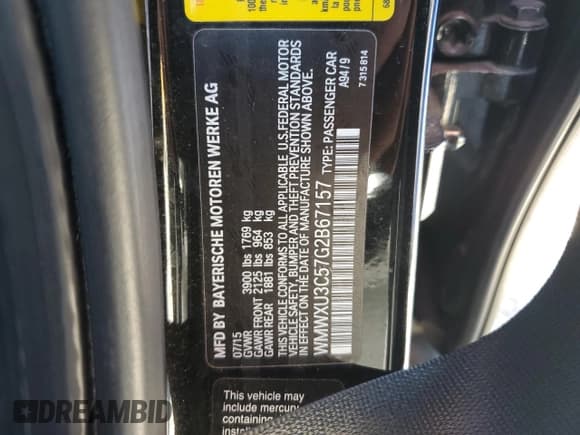 MFD BY BAYERISCHE MOTOREN WERKE AG
07/15
GVWR 3900 lbs 1769 kg
GAWR FRONT 2125 lbs 964 kg
GAWR REAR 1881 lbs 853 kg
THIS VEHICLE CONFORMS TO ALL APPLICABLE U.S.FEDERAL MOTOR
VEHICLE SAFETY, BUMPER AND THEFT PREVENTION STANDARDS
IN EFFECT ON THE DATE OF MANUFACTURE SHOWN ABOVE.
WMWXU3C57G2B67157 TYPE: PASSENGER CAR
A94/9
7 315 814
This vehicle may
include mercury
containing
DREAMBID